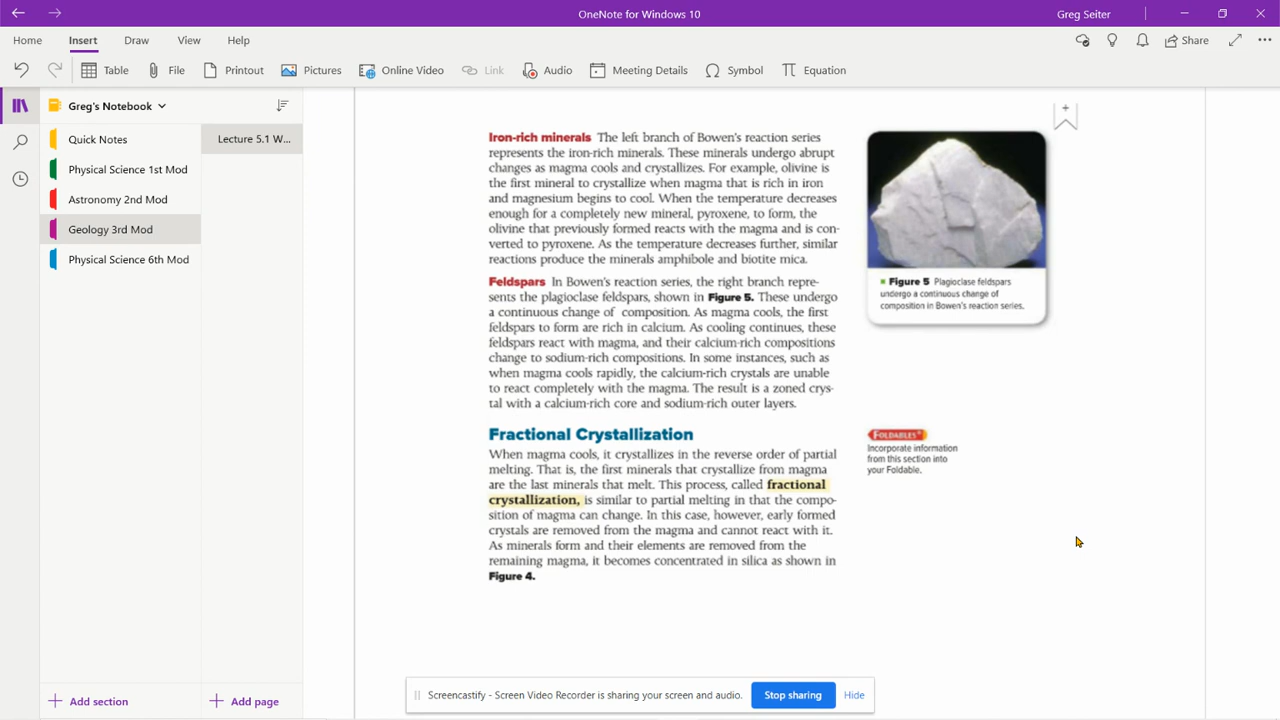 OneNote for Windows 10
Greg Seiter
Home
Insert
Draw
View
Help
Share
Table
File
Printout
Pictures
Online Video
Link
Audio
Meeting Details
Symbol
Equation
Greg's Notebook
Quick Notes
Physical Science 1st Mod
Astronomy 2nd Mod
Geology 3rd Mod
Physical Science 6th Mod
Lecture 5.1 W...
Iron-rich minerals The left branch of Bowen's reaction series
represents the iron-rich minerals. These minerals undergo abrupt
changes as magma cools and crystallizes. For example, olivine is
the first mineral to crystallize when magma that is rich in iron
and magnesium begins to cool. When the temperature decreases
enough for a completely new mineral, pyroxene, to form, the
olivine that previously formed reacts with the magma and is con-
verted to pyroxene. As the temperature decreases further, similar
reactions produce the minerals amphibole and biotite mica.
Feldspars In Bowen's reaction series, the right branch repre-
sents the plagioclase feldspars, shown in Figure 5. These undergo
a continuous change of composition. As magma cools, the first
feldspars to form are rich in calcium. As cooling continues, these
feldspars react with magma, and their calcium-rich compositions
change to sodium-rich compositions. In some instances, such as
when magma cools rapidly, the calcium-rich crystals are unable
to react completely with the magma. The result is a zoned crys-
tal with a calcium-rich core and sodium-rich outer layers.
Fractional Crystallization
When magma cools, it crystallizes in the reverse order of partial
melting. That is, the first minerals that crystallize from magma
are the last minerals that melt. This process, called fractional
crystallization, is similar to partial melting in that the compo-
sition of magma can change. In this case, however, early formed
crystals are removed from the magma and cannot react with it.
As minerals form and their elements are removed from the
remaining magma, it becomes concentrated in silica as shown in
Figure 4.
Figure 5 Plagioclase feldspars
undergo a continuous change of
composition in Bowen's reaction series.
FOLDABLES
Incorporate information
from this section into
your Foldable.
Add section
Add page
Screencastify - Screen Video Recorder is sharing your screen and audio.
Stop sharing
Hide